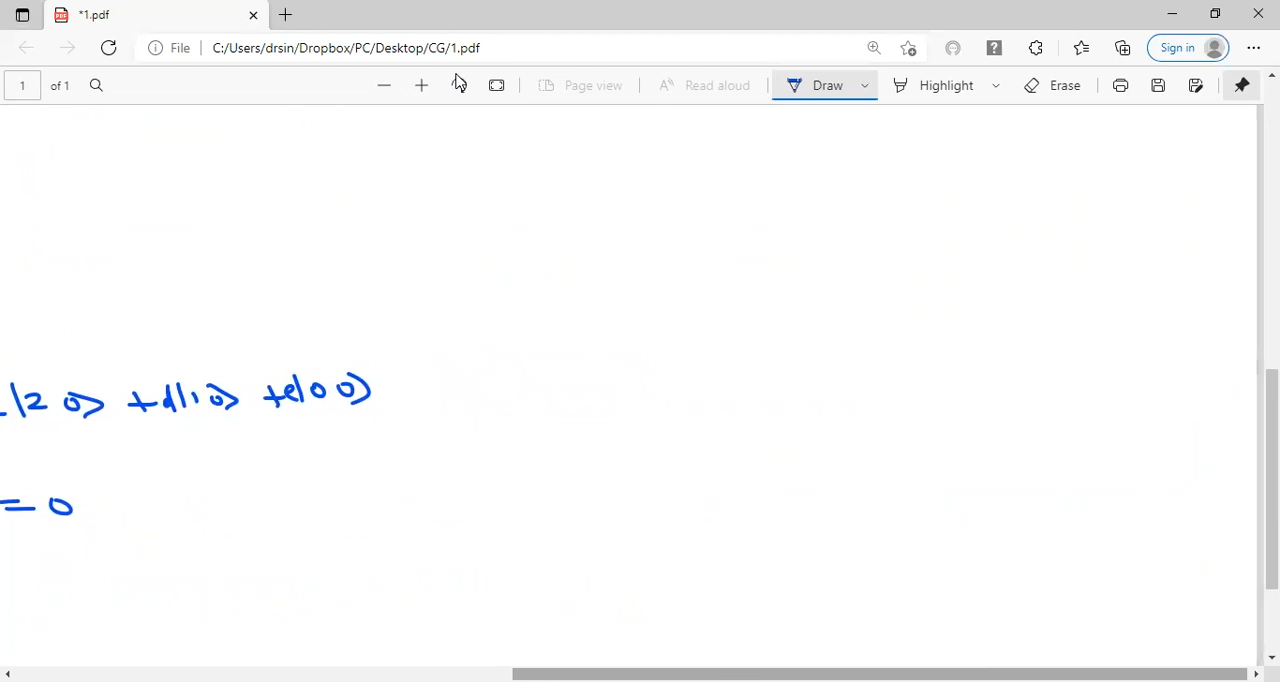 *1.pdf
File
C:/Users/drsin/Dropbox/PC/Desktop/CG/1.pdf
Sign in
1 of 1
Page view
Read aloud
Draw
Highlight
Erase
|2 0⟩ +d|1 0⟩ +e|0 0⟩
= 0